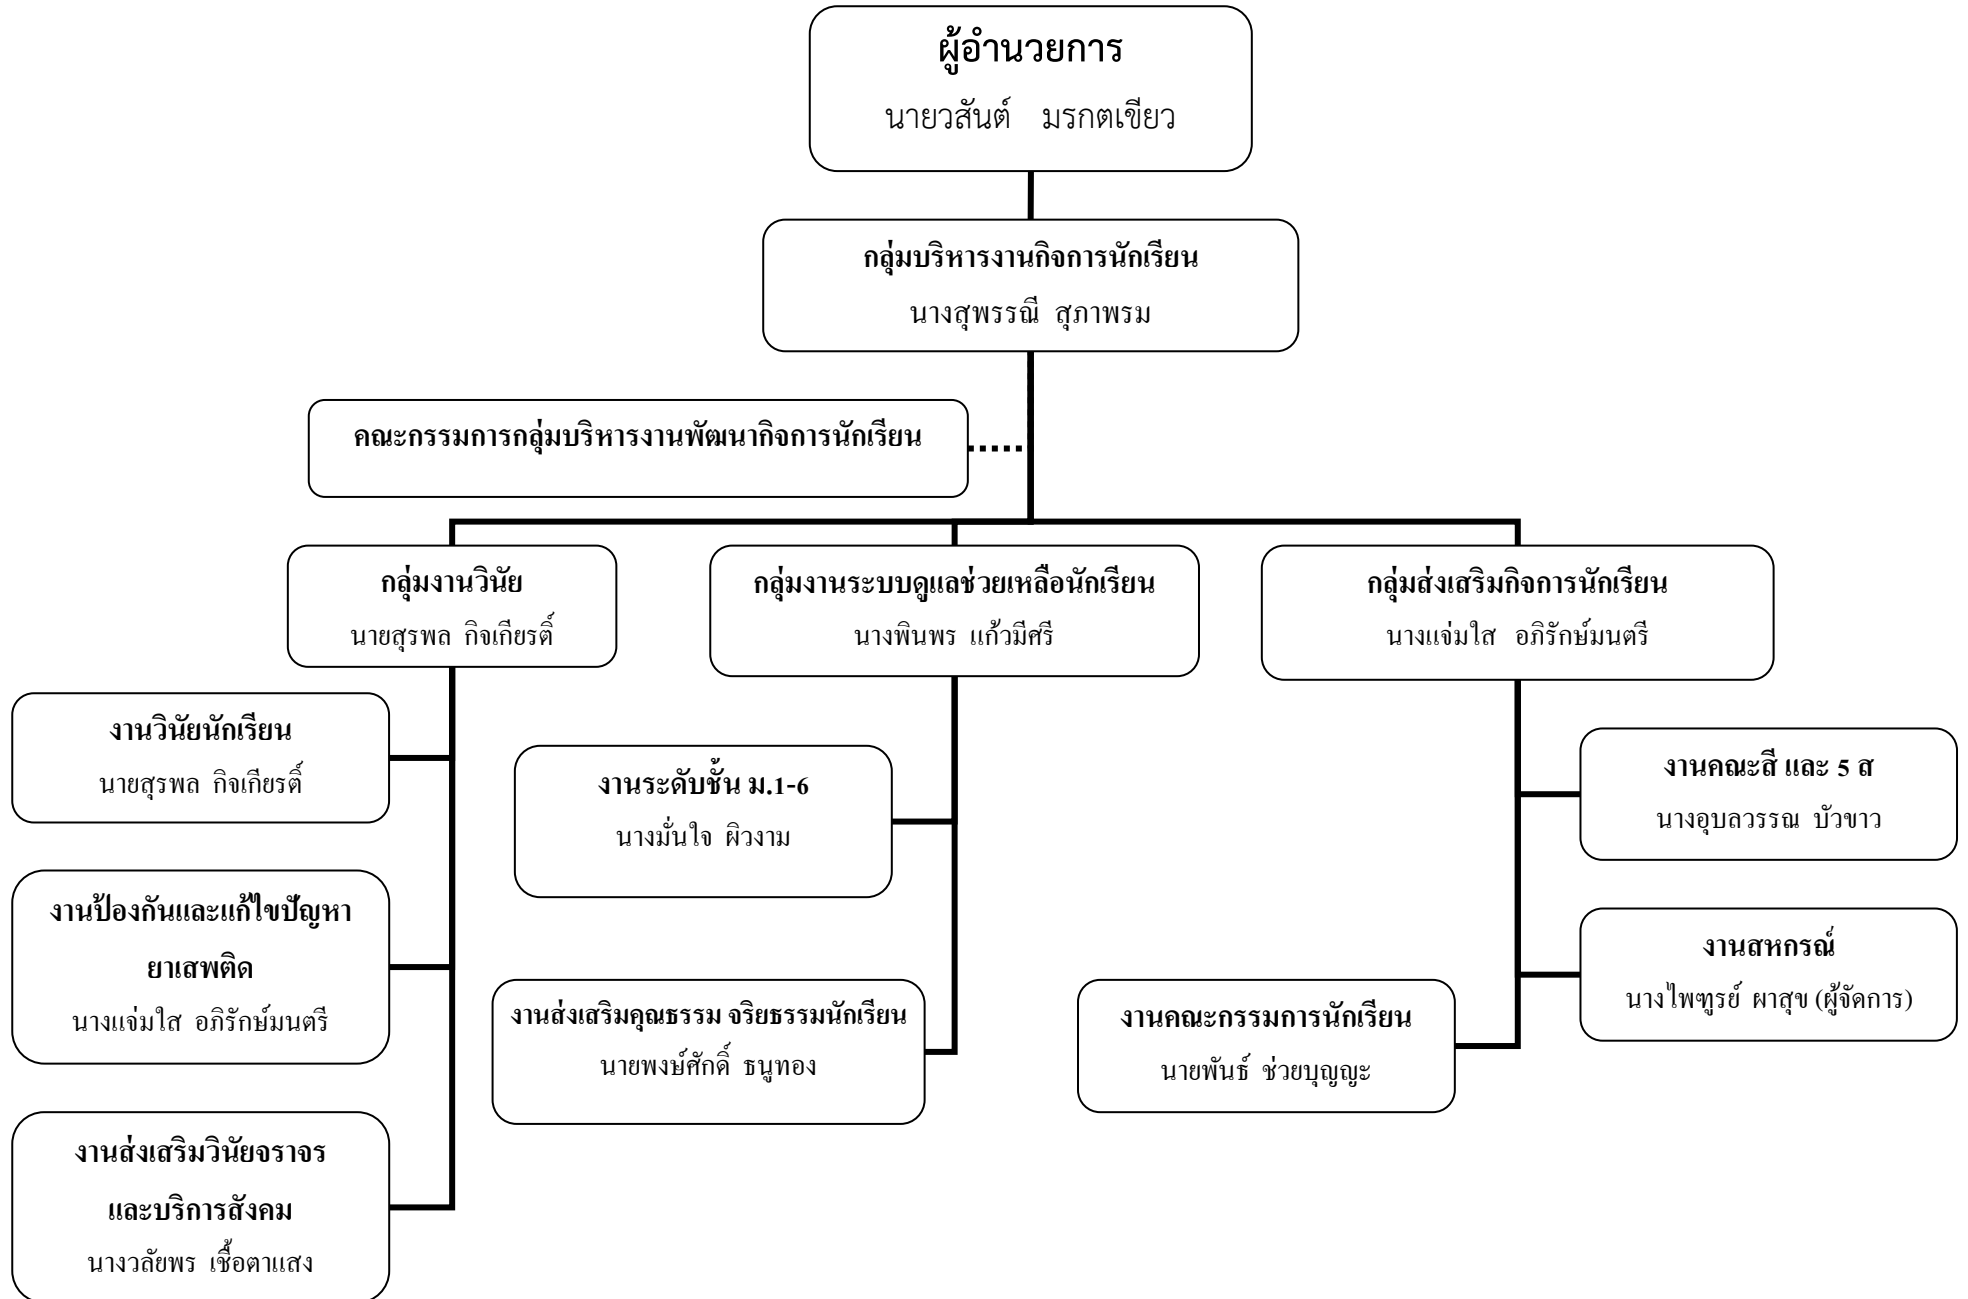 ผู้อำนวยการ
นายวสันต์ มรกตเขียว
กลุ่มบริหารงานกิจการนักเรียน
นางสุพรรณี สุภาพรม
คณะกรรมการกลุ่มบริหารงานพัฒนากิจการนักเรียน
กลุ่มงานวินัย
นายสุรพล กิจเกียรติ์
กลุ่มงานระบบดูแลช่วยเหลือนักเรียน
นางพินพร แก้วมีศรี
กลุ่มส่งเสริมกิจการนักเรียน
นางแจ่มใส อภิรักษ์มนตรี
งานวินัยนักเรียน
นายสุรพล กิจเกียรติ์
งานป้องกันและแก้ไขปัญหา
ยาเสพติด
นางแจ่มใส อภิรักษ์มนตรี
งานส่งเสริมวินัยจราจร
และบริการสังคม
นางวลัยพร เชื้อตาแสง
งานระดับชั้น ม.1-6
นางมั่นใจ ผิวงาม
งานส่งเสริมคุณธรรม จริยธรรมนักเรียน
นายพงษ์ศักดิ์ ธนูทอง
งานคณะสี และ 5 ส
นางอุบลวรรณ บัวขาว
งานสหกรณ์
นางไพฑูรย์ ผาสุข (ผู้จัดการ)
งานคณะกรรมการนักเรียน
นายพันธ์ ช่วยบุญญะ